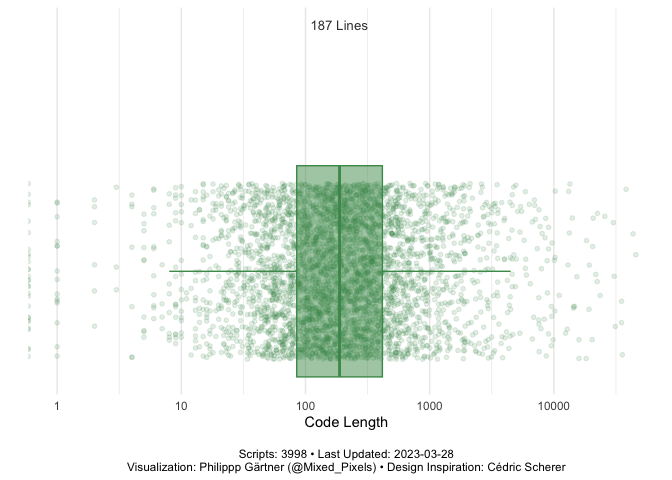 187 Lines
1 10 100 1000 10000
Code Length
Scripts: 3998 • Last Updated: 2023-03-28
Visualization: Philippp Gärtner (@Mixed_Pixels) • Design Inspiration: Cédric Scherer